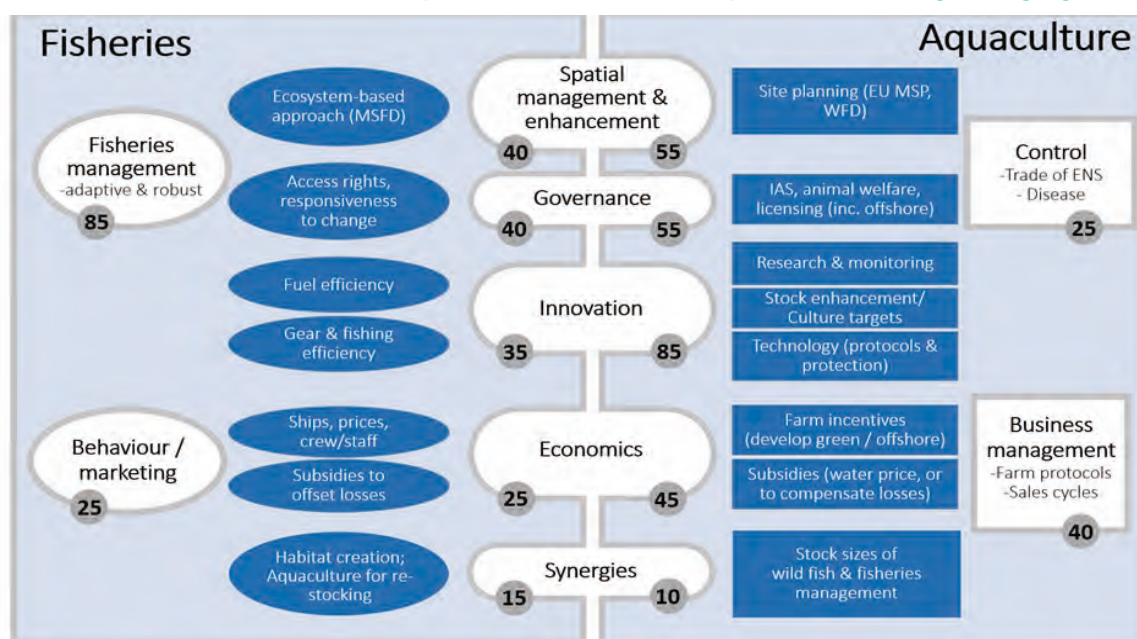 Fisheries
Aquaculture
Fisheries
management
-adaptive & robust
85
Ecosystem-based
approach (MSFD)
Access rights,
responsiveness
to change
Spatial
management &
enhancement
40
55
Site planning (EU MSP,
WFD)
Governance
40
55
IAS, animal welfare,
licensing (inc. offshore)
Control
-Trade of ENS
- Disease
25
Fuel efficiency
Gear & fishing
efficiency
Innovation
35
85
Research & monitoring
Stock enhancement/
Culture targets
Technology (protocols &
protection)
Behaviour /
marketing
25
Ships, prices,
crew/staff
Subsidies to
offset losses
Economics
25
45
Farm incentives
(develop green / offshore)
Subsidies (water price, or
to compensate losses)
Business
management
-Farm protocols
-Sales cycles
40
Habitat creation;
Aquaculture for re-
stocking
Synergies
15
10
Stock sizes of
wild fish & fisheries
management